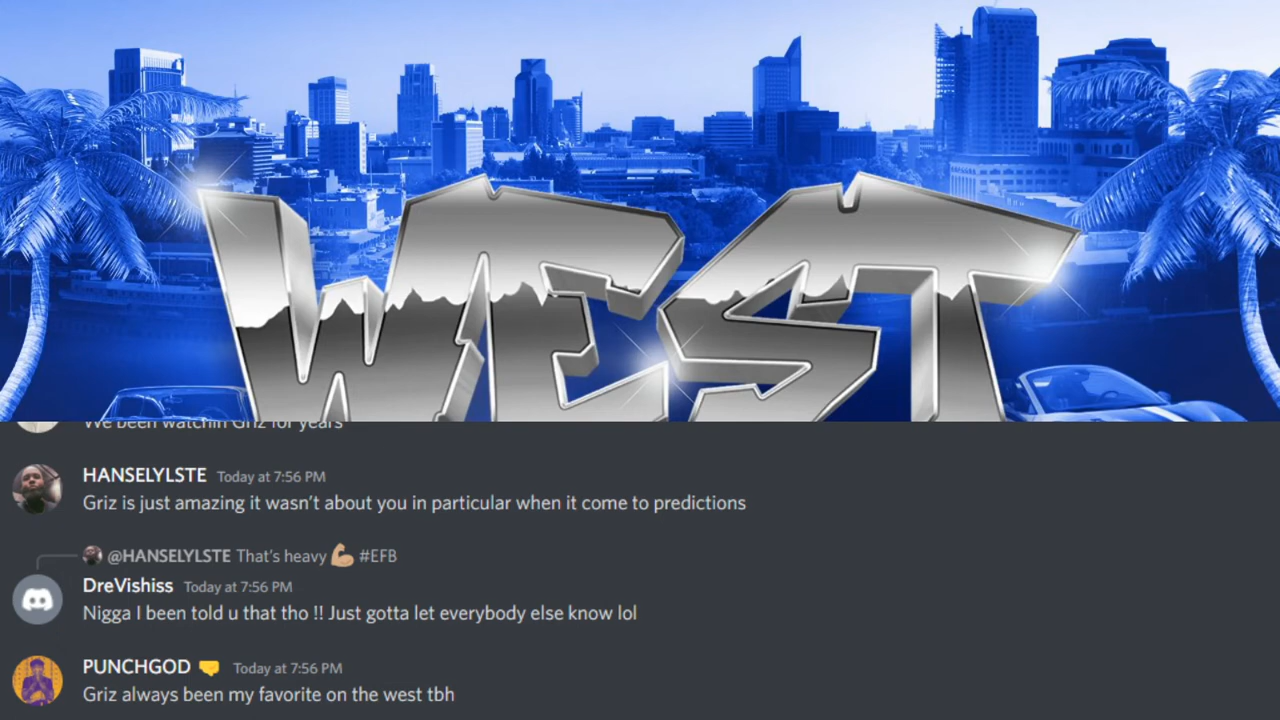 WEST
We been watchin Griz for years
HANSELYLSTE Today at 7:56 PM
Griz is just amazing it wasn’t about you in particular when it come to predictions
@HANSELYLSTE That’s heavy 💪🏼 #EFB
DreVishiss Today at 7:56 PM
Nigga I been told u that tho !! Just gotta let everybody else know lol
PUNCHGOD 🤜 Today at 7:56 PM
Griz always been my favorite on the west tbh